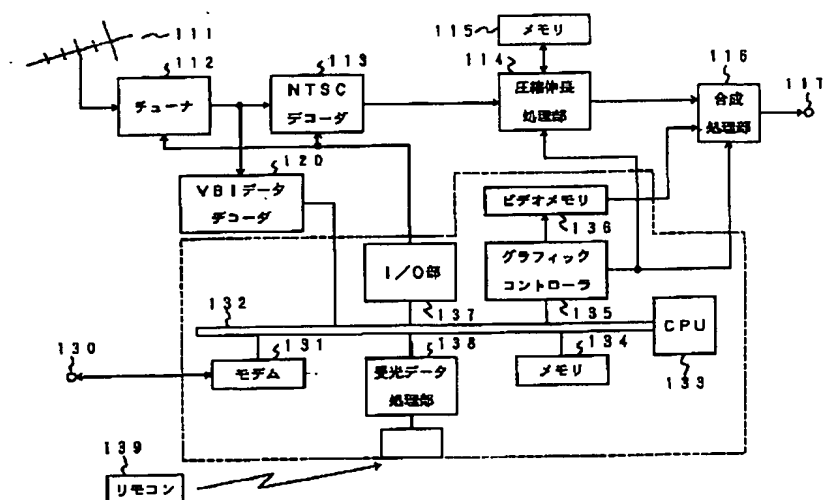 111
112
チューナ
113
NTSC
デコーダ
115
メモリ
114
圧縮伸長
処理部
116
合成
処理部
117
120
VBIデータ
デコーダ
ビデオメモリ
136
I/O部
137
グラフィック
コントローラ
135
132
CPU
133
130
131
モデム
138
受光データ
処理部
134
メモリ
139
リモコン